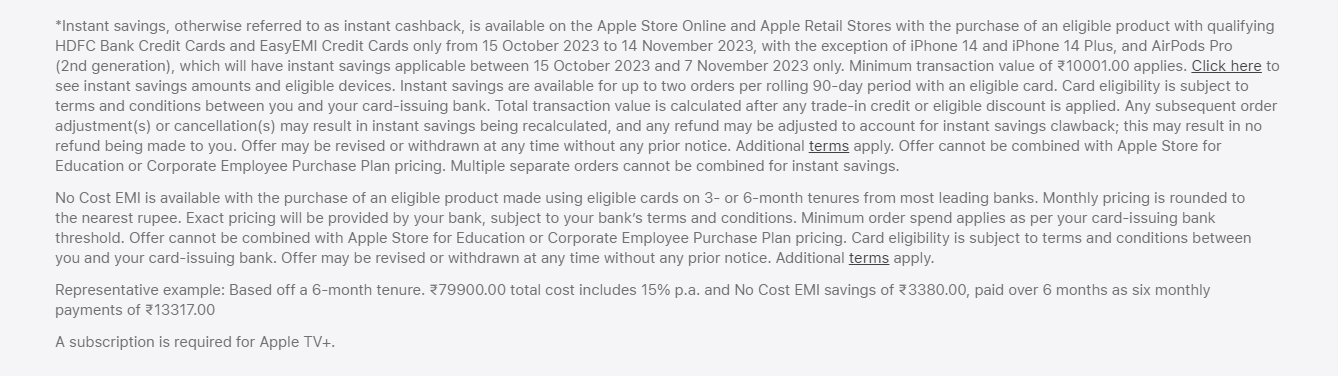 *Instant savings, otherwise referred to as instant cashback, is available on the Apple Store Online and Apple Retail Stores with the purchase of an eligible product with qualifying
HDFC Bank Credit Cards and EasyEMI Credit Cards only from 15 October 2023 to 14 November 2023, with the exception of iPhone 14 and iPhone 14 Plus, and AirPods Pro
(2nd generation), which will have instant savings applicable between 15 October 2023 and 7 November 2023 only. Minimum transaction value of ₹10001.00 applies. Click here to
see instant savings amounts and eligible devices. Instant savings are available for up to two orders per rolling 90-day period with an eligible card. Card eligibility is subject to
terms and conditions between you and your card-issuing bank. Total transaction value is calculated after any trade-in credit or eligible discount is applied. Any subsequent order
adjustment(s) or cancellation(s) may result in instant savings being recalculated, and any refund may be adjusted to account for instant savings clawback; this may result in no
refund being made to you. Offer may be revised or withdrawn at any time without any prior notice. Additional terms apply. Offer cannot be combined with Apple Store for
Education or Corporate Employee Purchase Plan pricing. Multiple separate orders cannot be combined for instant savings.
No Cost EMI is available with the purchase of an eligible product made using eligible cards on 3- or 6-month tenures from most leading banks. Monthly pricing is rounded to
the nearest rupee. Exact pricing will be provided by your bank, subject to your bank's terms and conditions. Minimum order spend applies as per your card-issuing bank
threshold. Offer cannot be combined with Apple Store for Education or Corporate Employee Purchase Plan pricing. Card eligibility is subject to terms and conditions between
you and your card-issuing bank. Offer may be revised or withdrawn at any time without any prior notice. Additional terms apply.
Representative example: Based off a 6-month tenure. ₹79900.00 total cost includes 15% p.a. and No Cost EMI savings of ₹3380.00, paid over 6 months as six monthly
payments of ₹13317.00
A subscription is required for Apple TV+.